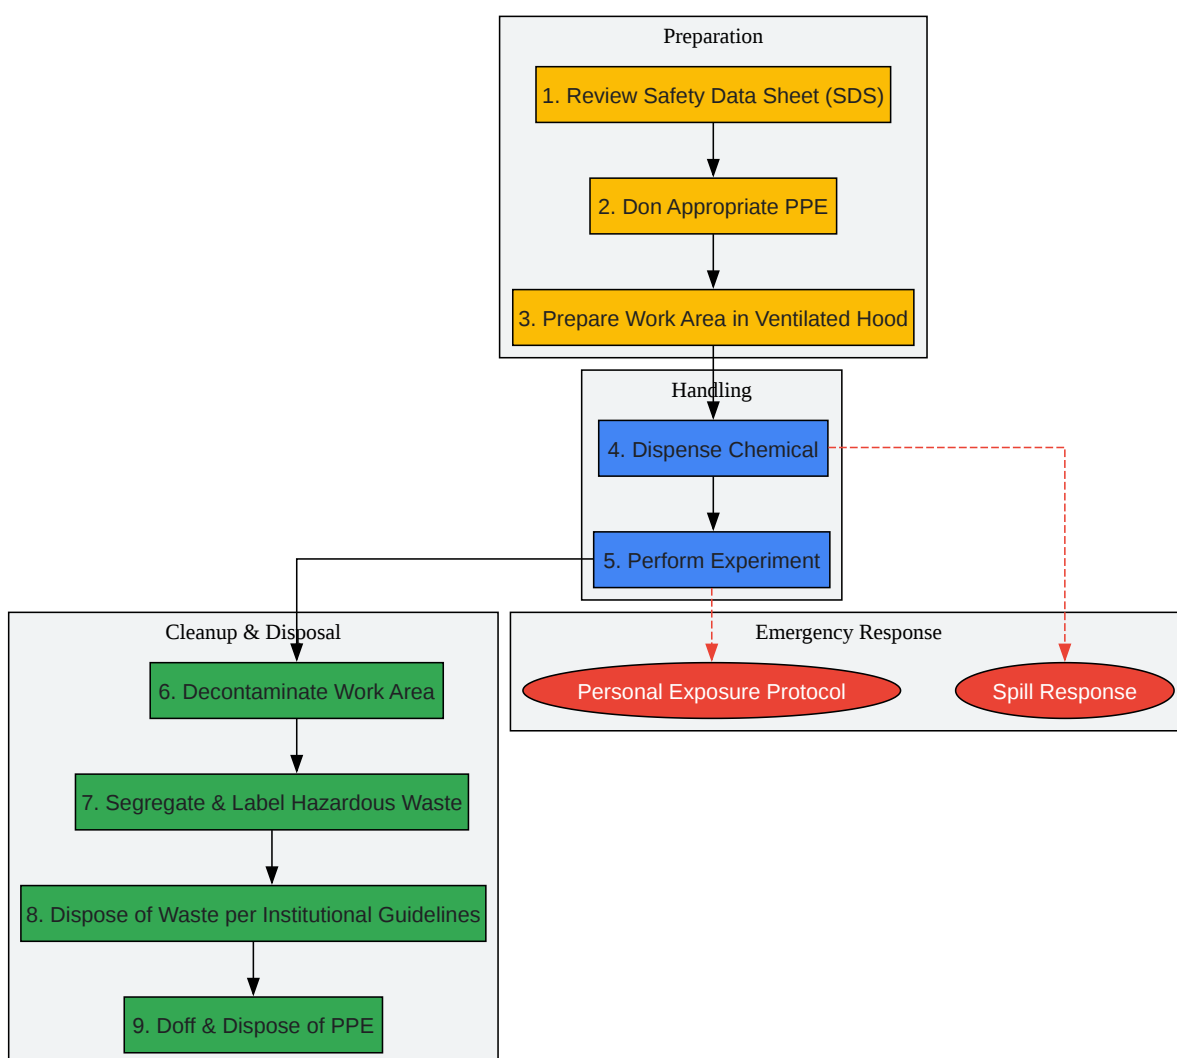 Preparation
1. Review Safety Data Sheet (SDS)
2. Don Appropriate PPE
3. Prepare Work Area in Ventilated Hood
Handling
4. Dispense Chemical
5. Perform Experiment
Cleanup & Disposal
6. Decontaminate Work Area
7. Segregate & Label Hazardous Waste
8. Dispose of Waste per Institutional Guidelines
9. Doff & Dispose of PPE
Emergency Response
Personal Exposure Protocol
Spill Response